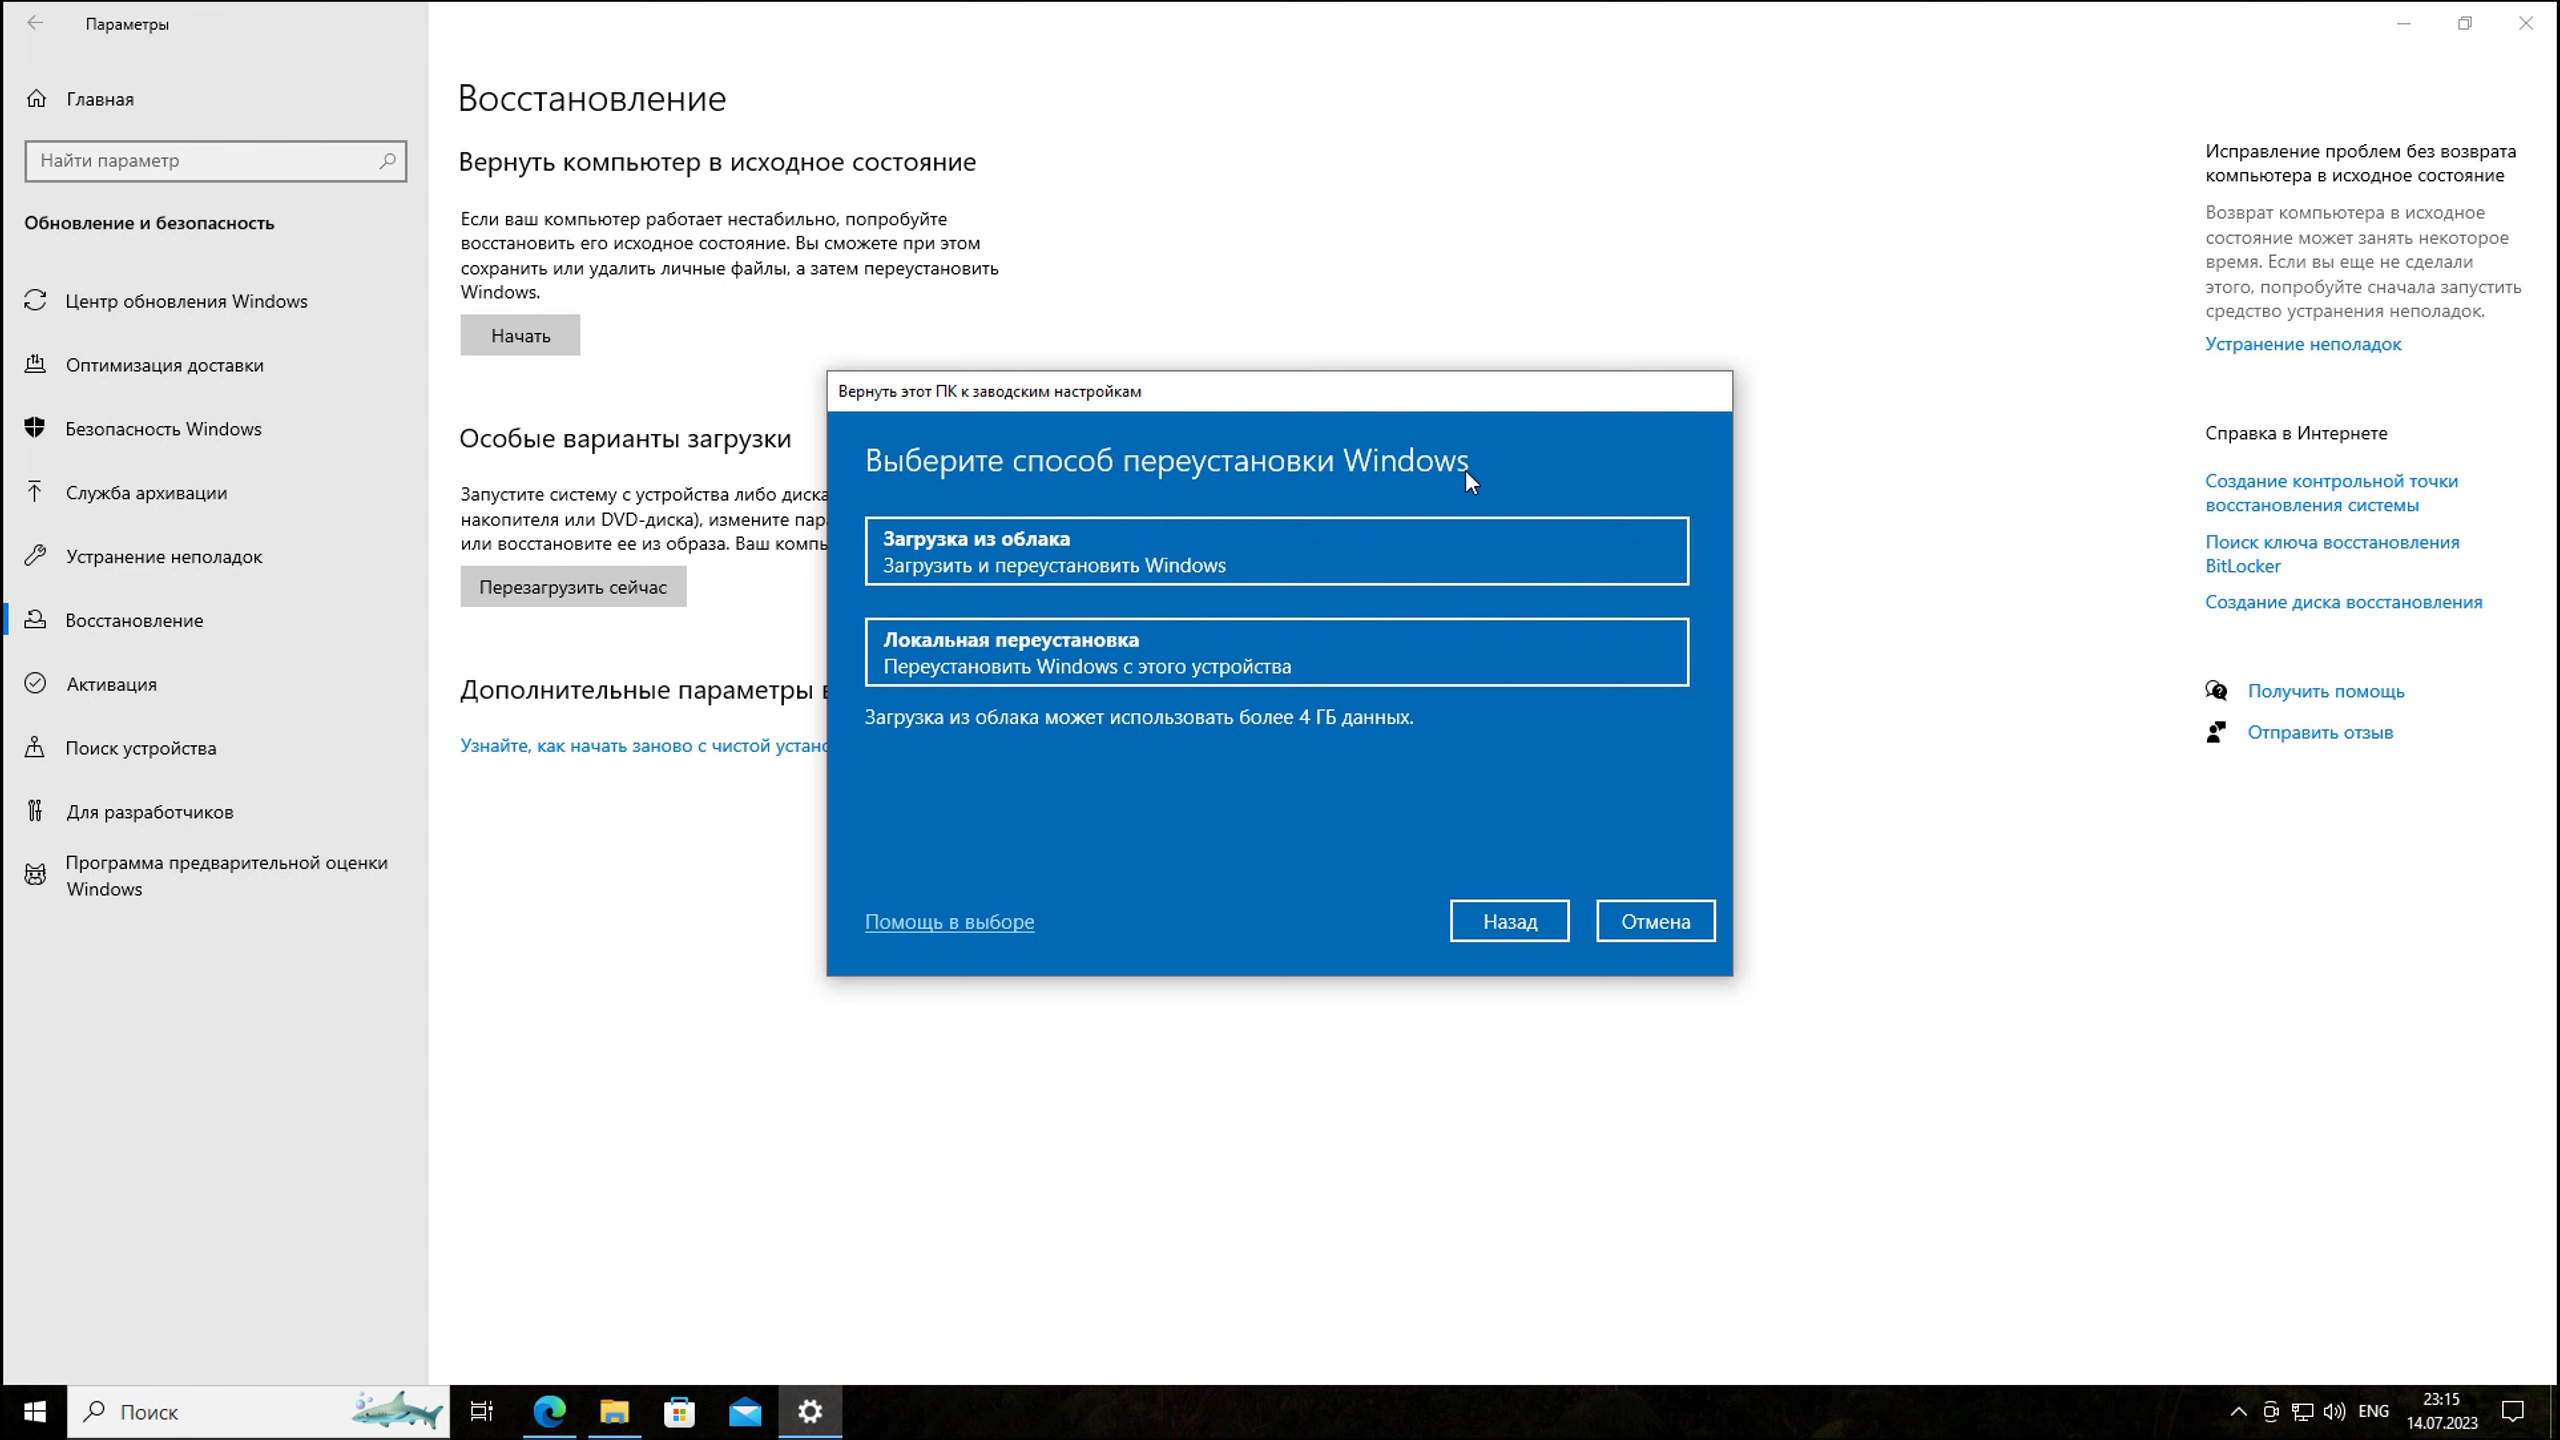 Параметры
Главная
Найти параметр
Обновление и безопасность
Центр обновления Windows
Оптимизация доставки
Безопасность Windows
Служба архивации
Устранение неполадок
Восстановление
Активация
Поиск устройства
Для разработчиков
Программа предварительной оценки
Windows
Восстановление
Вернуть компьютер в исходное состояние
Если ваш компьютер работает нестабильно, попробуйте
восстановить его исходное состояние. Вы сможете при этом
сохранить или удалить личные файлы, а затем переустановить
Windows.
Начать
Особые варианты загрузки
Запустите систему с устройства либо диска
накопителя или DVD-диска), измените пар
или восстановите ее из образа. Ваш комп
Перезагрузить сейчас
Дополнительные параметры в
Узнайте, как начать заново с чистой устано
Вернуть этот ПК к заводским настройкам
Выберите способ переустановки Windows
Загрузка из облака
Загрузить и переустановить Windows
Локальная переустановка
Переустановить Windows с этого устройства
Загрузка из облака может использовать более 4 ГБ данных.
Помощь в выборе
Назад
Отмена
Исправление проблем без возврата
компьютера в исходное состояние
Возврат компьютера в исходное
состояние может занять некоторое
время. Если вы еще не сделали
этого, попробуйте сначала запустить
средство устранения неполадок.
Устранение неполадок
Справка в Интернете
Создание контрольной точки
восстановления системы
Поиск ключа восстановления
BitLocker
Создание диска восстановления
Получить помощь
Отправить отзыв
Поиск
ENG
23:15
14.07.2023